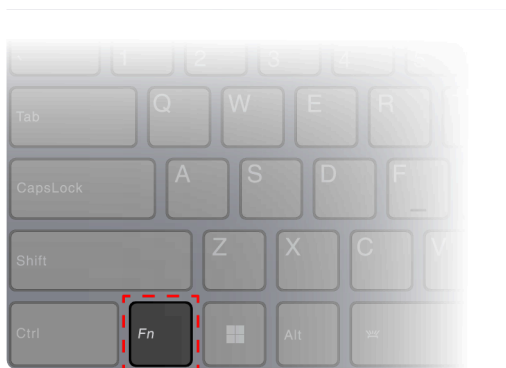 1 2 3 4
Tab Q W E R
CapsLock A S D F
Shift Z X C V
Ctrl Fn Alt